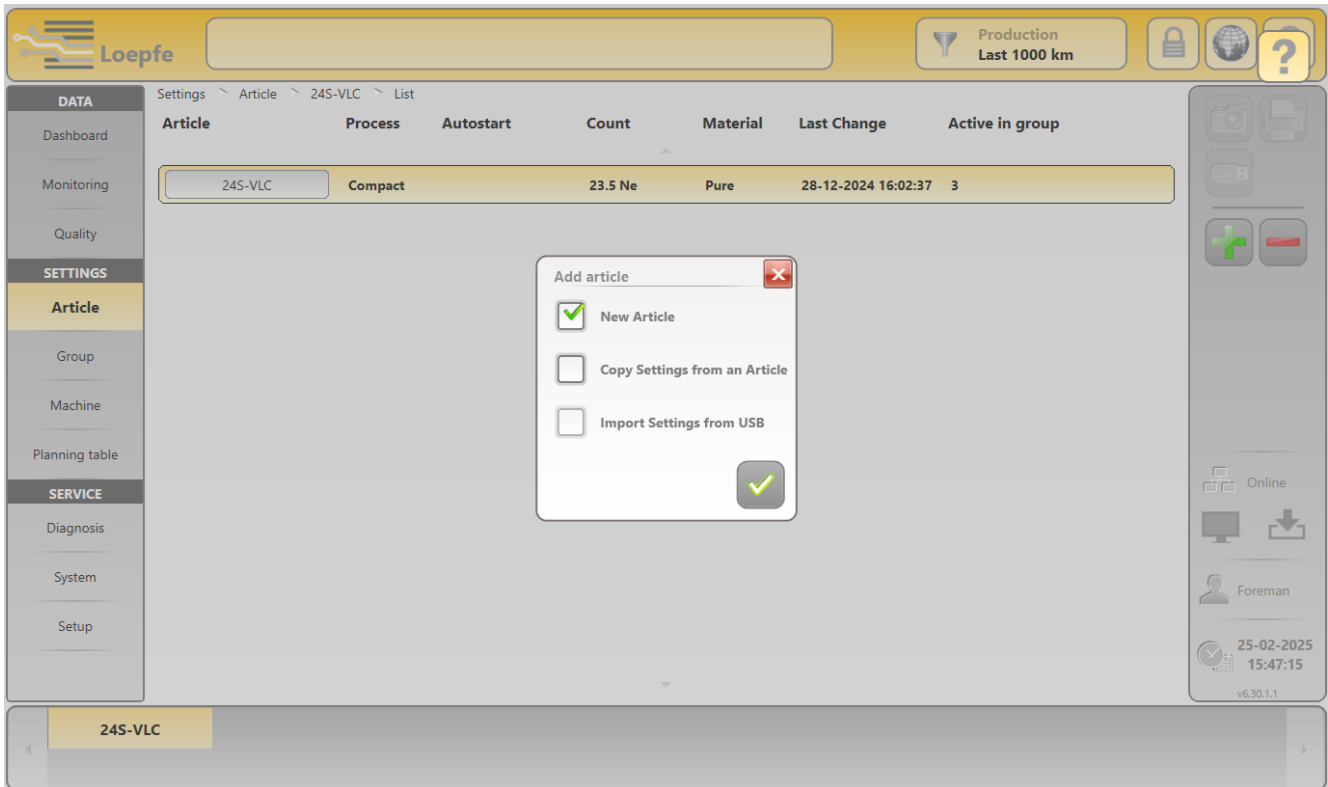 Loepfe
Production
Last 1000 km
?
DATA
Dashboard
Monitoring
Quality
SETTINGS
Article
Group
Machine
Planning table
SERVICE
Diagnosis
System
Setup
Settings > Article > 24S-VLC > List
Article Process Autostart Count Material Last Change Active in group
24S-VLC Compact 23.5 Ne Pure 28-12-2024 16:02:37 3
Add article
New Article
Copy Settings from an Article
Import Settings from USB
Online
Foreman
25-02-2025
15:47:15
v6.30.1.1
24S-VLC